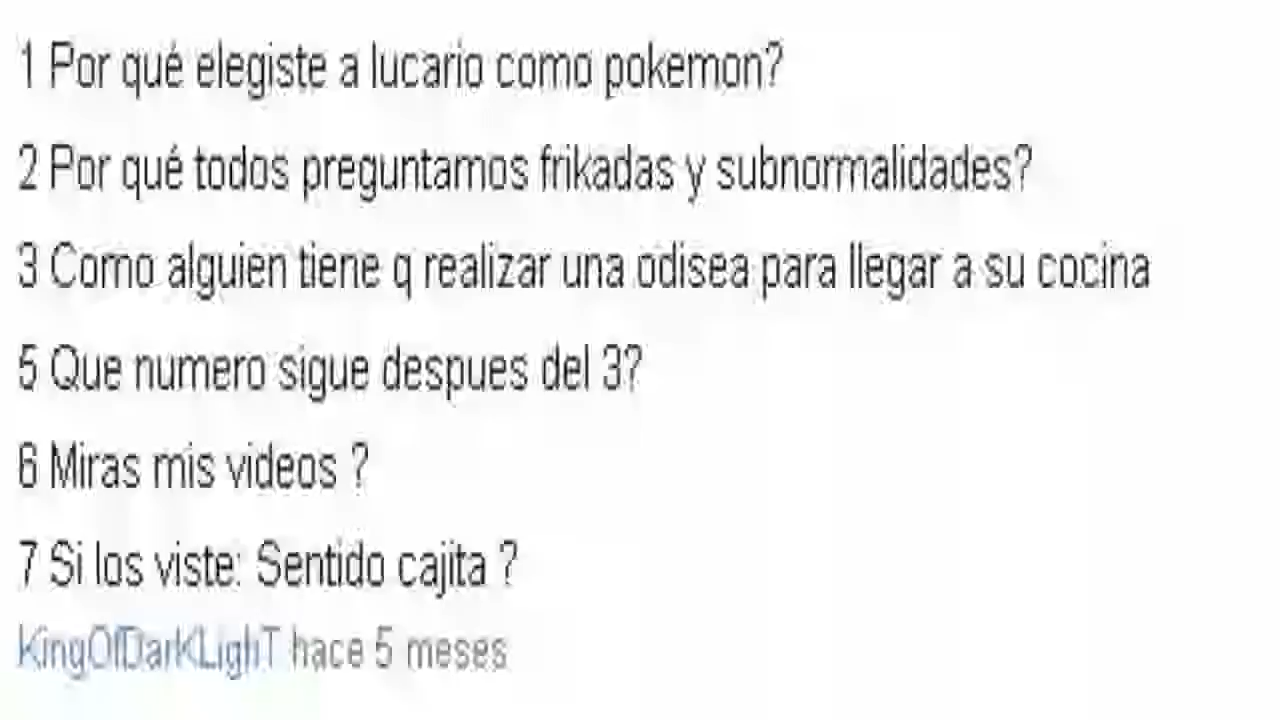 1 Por qué elegiste a lucario como pokemon?
2 Por qué todos preguntamos frikadas y subnormalidades?
3 Como alguien tiene q realizar una odisea para llegar a su cocina
5 Que numero sigue despues del 3?
6 Miras mis videos ?
7 Si los viste: Sentido cajita ?
KingOfDarKLighT hace 5 meses